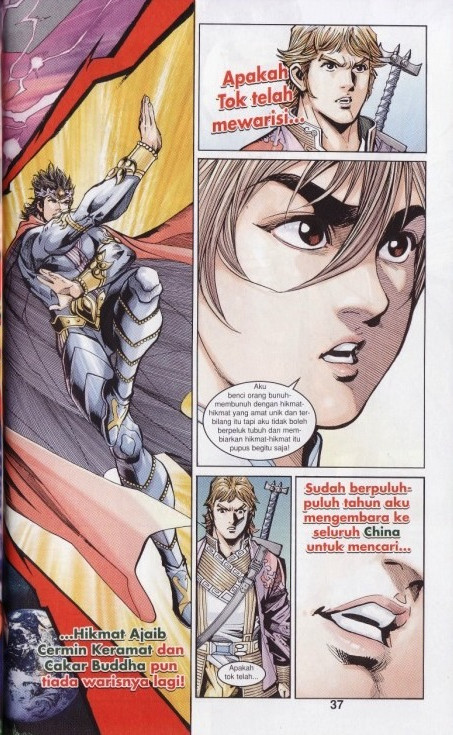 Apakah
Tok telah
mewarisi...
Aku
benci orang bunuh-
membunuh dengan hikmat-
hikmat yang amat unik dan ter-
bilang itu tapi aku tidak boleh
berpeluk tubuh dan mem-
biarkan hikmat-hikmat itu
pupus begitu saja!
Sudah berpuluh-
puluh tahun aku
mengembara ke
seluruh China
untuk mencari...
Apakah
tok telah...
...Hikmat Ajaib
Cermin Keramat dan
Cakar Buddha pun
tiada warisnya lagi!
37